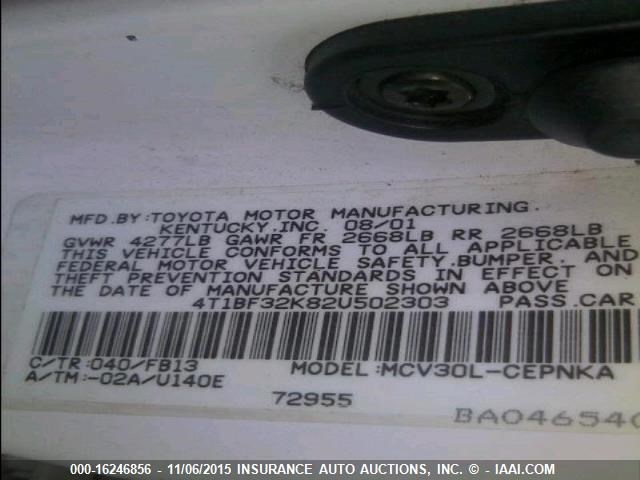 MFD.BY:TOYOTA MOTOR MANUFACTURING.
KENTUCKY.INC. 08/01
GVWR 4277LB GAWR FR 2668LB RR 2668LB
THIS VEHICLE CONFORMS TO ALL APPLICABLE
FEDERAL MOTOR VEHICLE SAFETY.BUMPER. AND
THEFT PREVENTION STANDARDS IN EFFECT ON
THE DATE OF MANUFACTURE SHOWN ABOVE
4T1BF32K82U502303 PASS.CAR
C/TR:040/FB13 MODEL:MCV30L-CEPNKA
A/TM:-02A/U140E
72955 BA046540
000-16246856 - 11/06/2015 INSURANCE AUTO AUCTIONS, INC. © - IAAI.COM